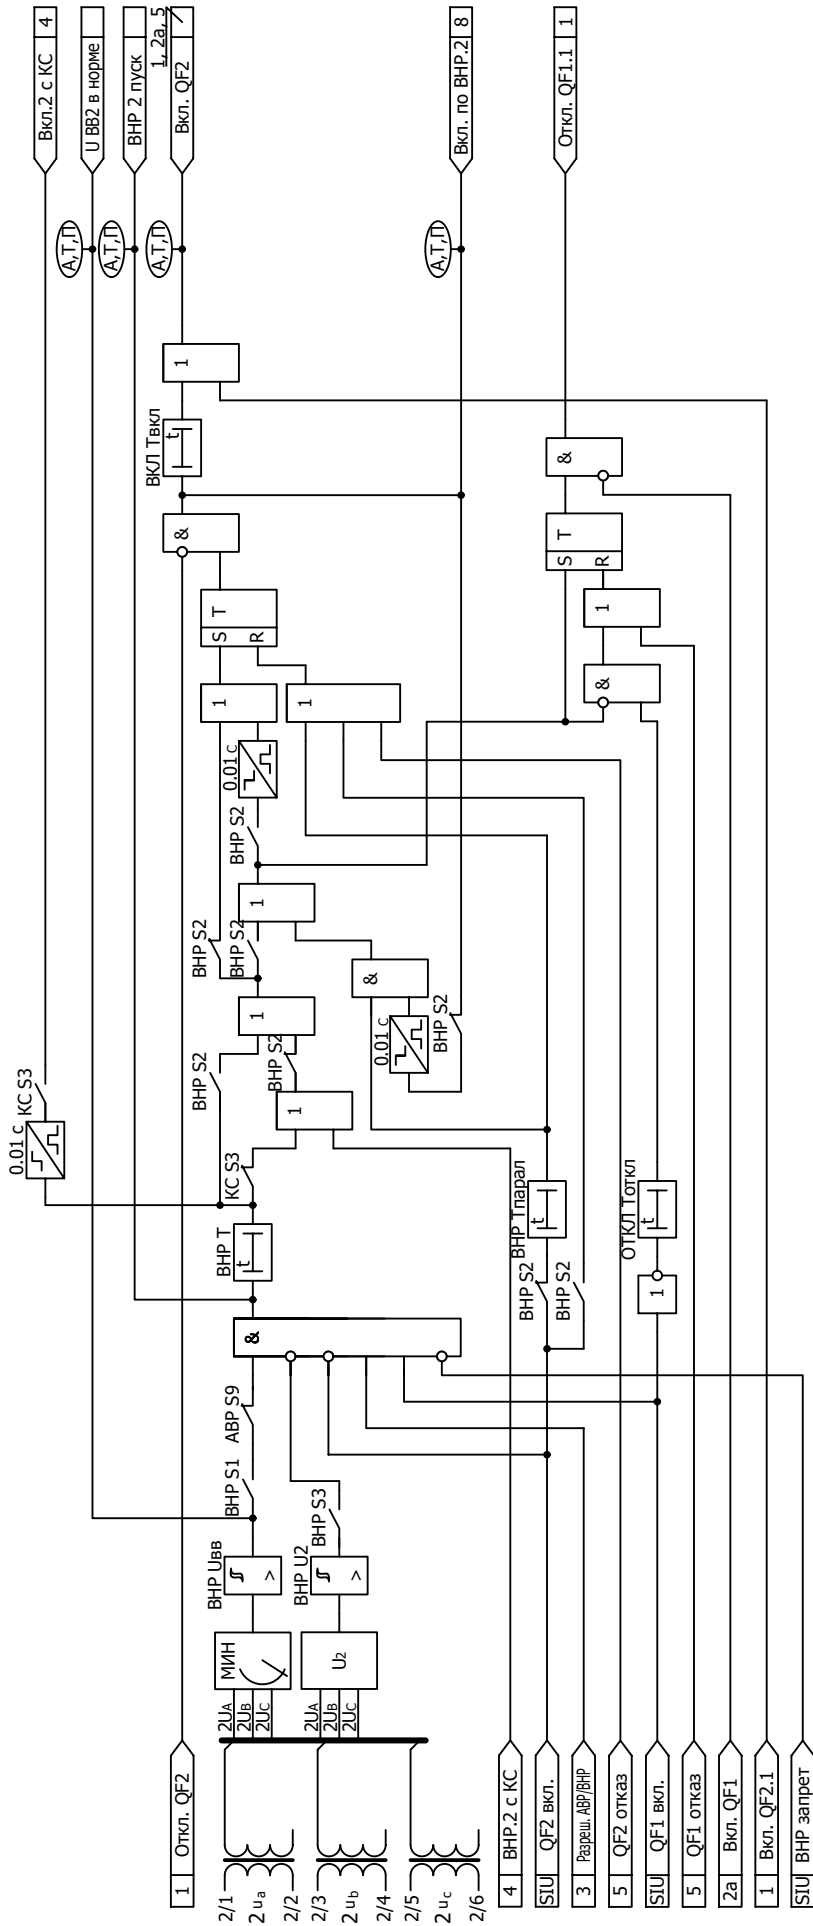 Вкл.2 с КС 4
U ВВ2 в норме
ВНР 2 пуск
1, 2а, 5
Вкл. QF2
Вкл. по ВНР.2 8
Откл. QF1.1 1
А,Т,П
А,Т,П
А,Т,П
А,Т,П
1
ВКЛ Твкл
t
&
&
S T
R
S T
R
1
1
1
&
0.01 с
ВНР S2
1
ВНР S2
ВНР S2
&
1
ВНР S2
0.01 с
ВНР S2
ВНР S2
1
КС S3
0.01 с
КС S3
ВНР Т
t
ВНР Tпарал
t
ОТКЛ Тоткл
t
ВНР S2
ВНР S2
1
&
АВР S9
ВНР S1
ВНР S3
ВНР Uвв
>
ВНР U2
>
МИН
U2
2UA
2UB
2UC
2UA
2UB
2UC
1 Откл. QF2
2/1
2 ua
2/2
2/3
2 ub
2/4
2/5
2 uc
2/6
4 ВНР.2 с КС
SIU QF2 вкл.
3 Разреш. АВР/ВНР
5 QF2 отказ
SIU QF1 вкл.
5 QF1 отказ
2а Вкл. QF1
1 Вкл. QF2.1
SIU ВНР запрет